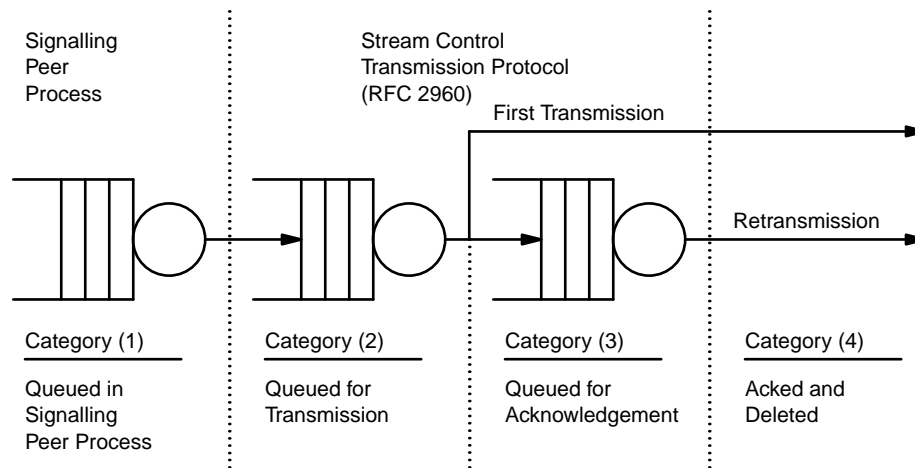 Signalling
Peer
Process
Stream Control
Transmission Protocol
(RFC 2960)
First Transmission
Retransmission
Category (1)
Queued in
Signalling
Peer Process
Category (2)
Queued for
Transmission
Category (3)
Queued for
Acknowledgement
Category (4)
Acked and
Deleted